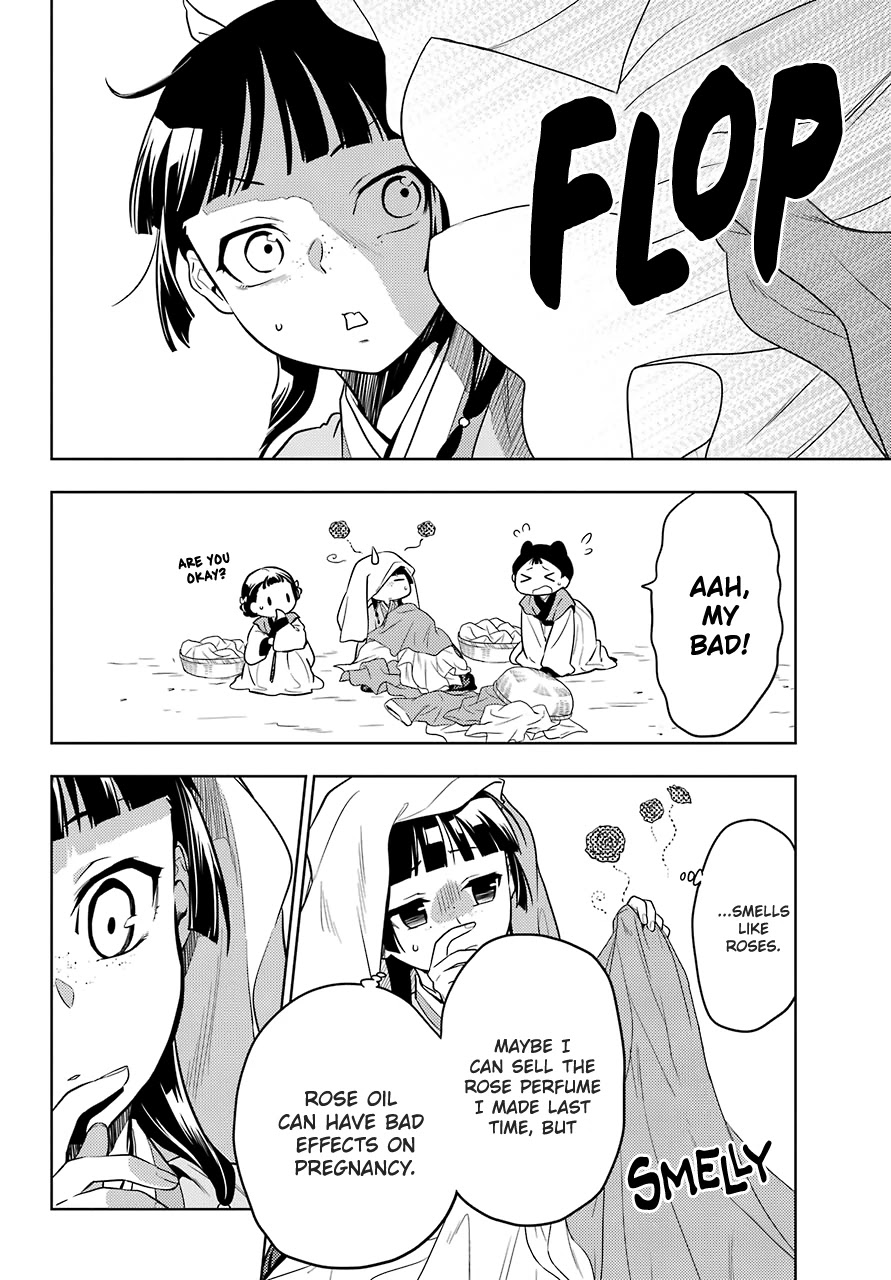 FLOP
AAH,
MY
BAD!
ARE YOU
OKAY?
...SMELLS
LIKE
ROSES.
SMELLY
MAYBE I
CAN SELL THE
ROSE PERFUME
I MADE LAST
TIME, BUT
ROSE OIL
CAN HAVE BAD
EFFECTS ON
PREGNANCY.